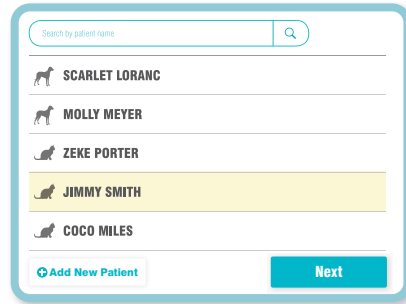 Search by patient name
SCARLET LORANC
MOLLY MEYER
ZEKE PORTER
JIMMY SMITH
COCO MILES
Add New Patient
Next